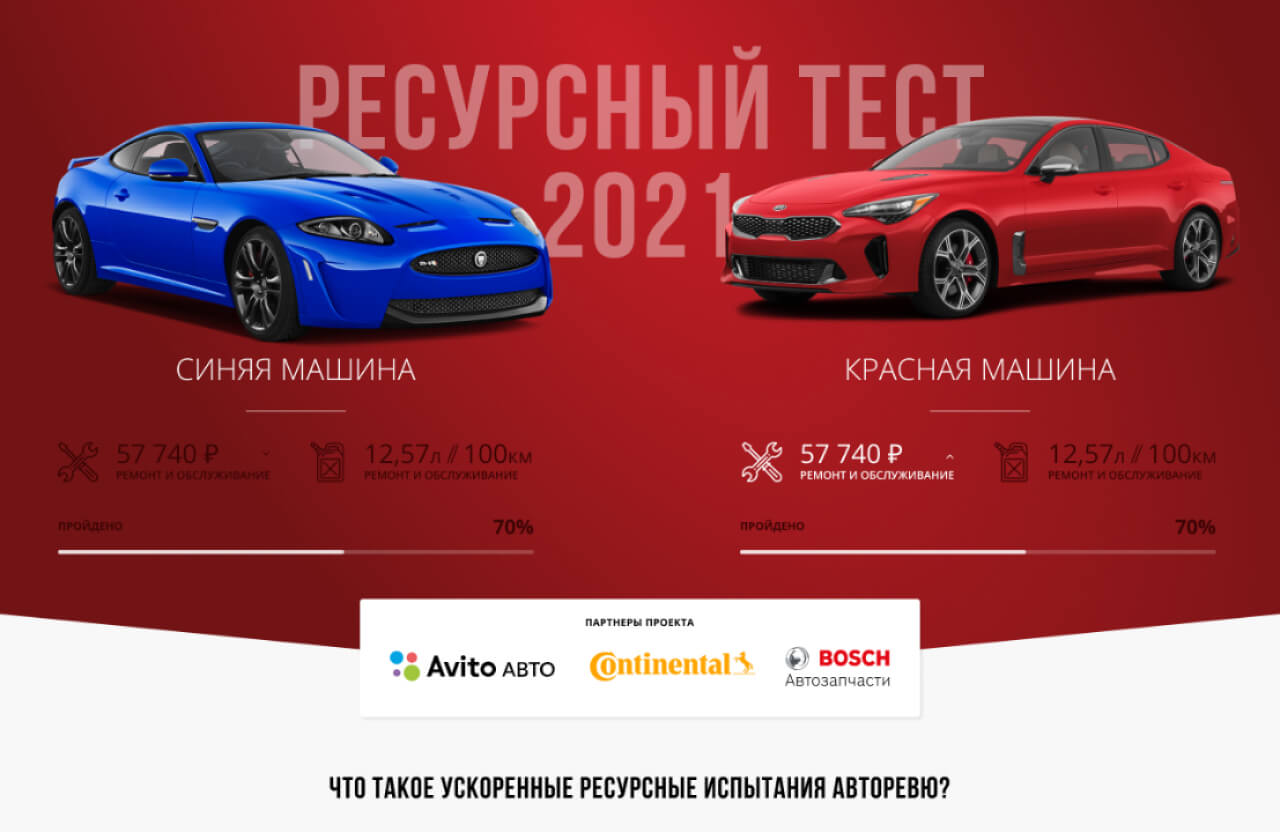 РЕСУРСНЫЙ ТЕСТ
2021
СИНЯЯ МАШИНА
КРАСНАЯ МАШИНА
57 740 ₽
12,57л // 100км
РЕМОНТ И ОБСЛУЖИВАНИЕ
РЕМОНТ И ОБСЛУЖИВАНИЕ
57 740 ₽
12,57л // 100км
РЕМОНТ И ОБСЛУЖИВАНИЕ
РЕМОНТ И ОБСЛУЖИВАНИЕ
ПРОЙДЕНО
70%
ПРОЙДЕНО
70%
ПАРТНЕРЫ ПРОЕКТА
Avito АВТО
Continental
BOSCH
Автозапчасти
ЧТО ТАКОЕ УСКОРЕННЫЕ РЕСУРСНЫЕ ИСПЫТАНИЯ АВТОРЕВЮ?